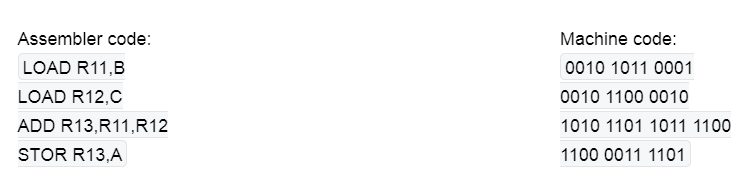 Assembler code: Machine code:
LOAD R11,B 0010 1011 0001
LOAD R12,C 0010 1100 0010
ADD R13,R11,R12 1010 1101 1011 1100
STOR R13,A 1100 0011 1101